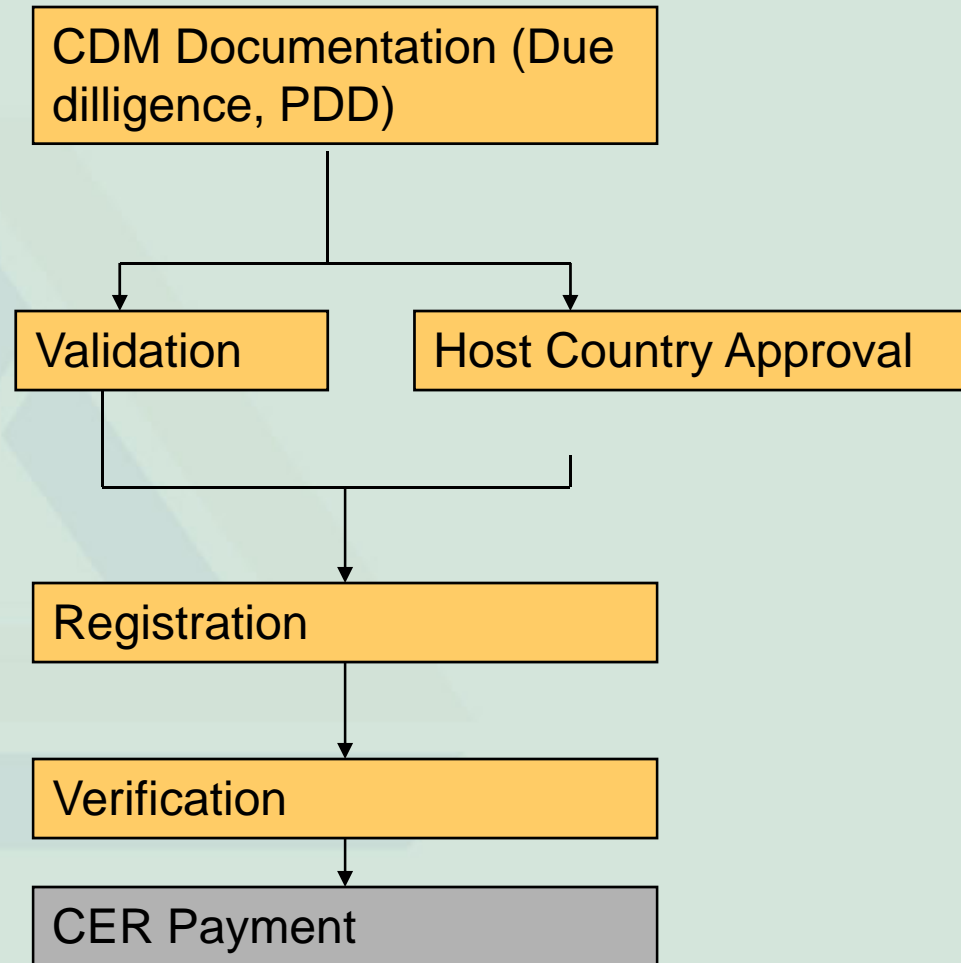 CDM Documentation (Due
dilligence, PDD)
Validation
Host Country Approval
Registration
Verification
CER Payment